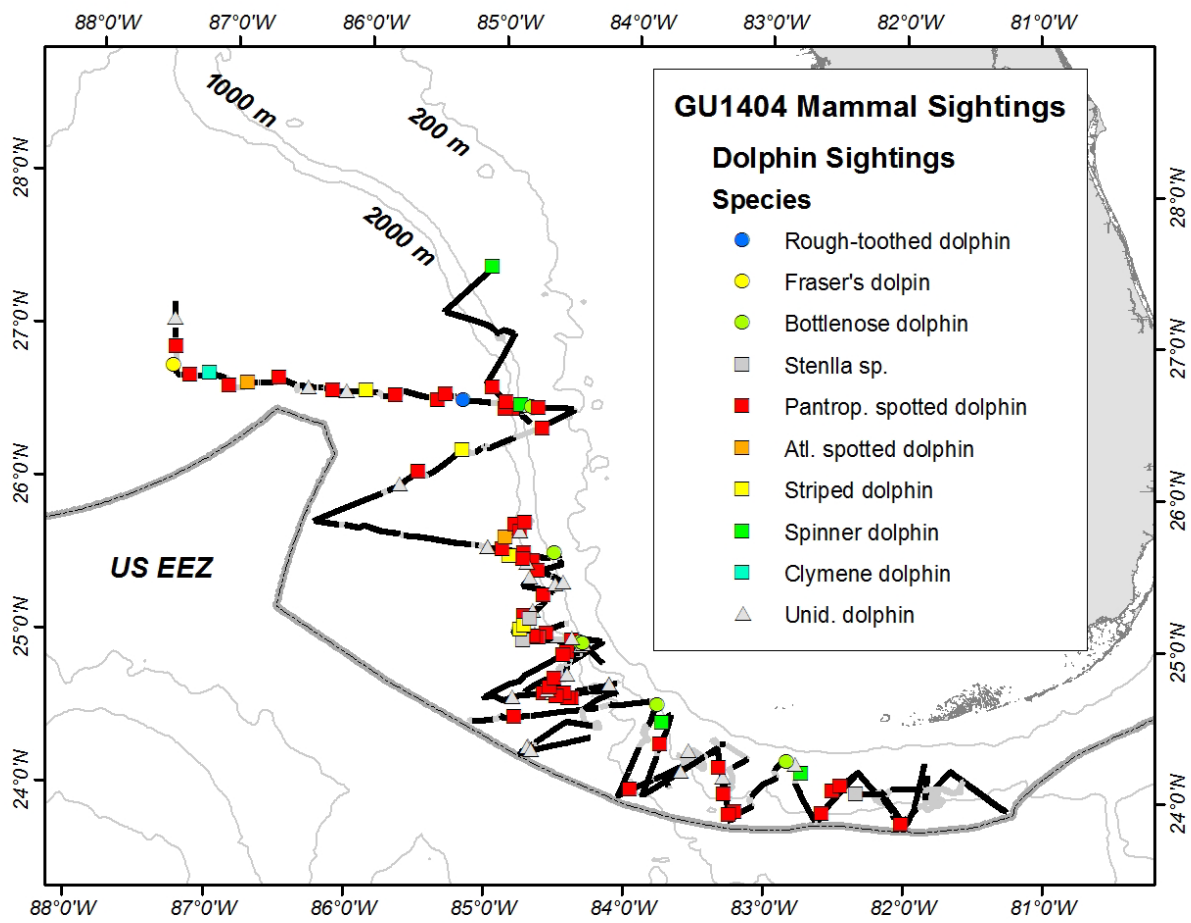 88°0'W 87°0'W 86°0'W 85°0'W 84°0'W 83°0'W 82°0'W 81°0'W
1000 m
200 m
2000 m
GU1404 Mammal Sightings
Dolphin Sightings
Species
Rough-toothed dolphin
Fraser's dolpin
Bottlenose dolphin
Stenlla sp.
Pantrop. spotted dolphin
Atl. spotted dolphin
Striped dolphin
Spinner dolphin
Clymene dolphin
Unid. dolphin
US EEZ
28°0'N
27°0'N
26°0'N
25°0'N
24°0'N
28°0'N
27°0'N
26°0'N
25°0'N
24°0'N
88°0'W 87°0'W 86°0'W 85°0'W 84°0'W 83°0'W 82°0'W 81°0'W